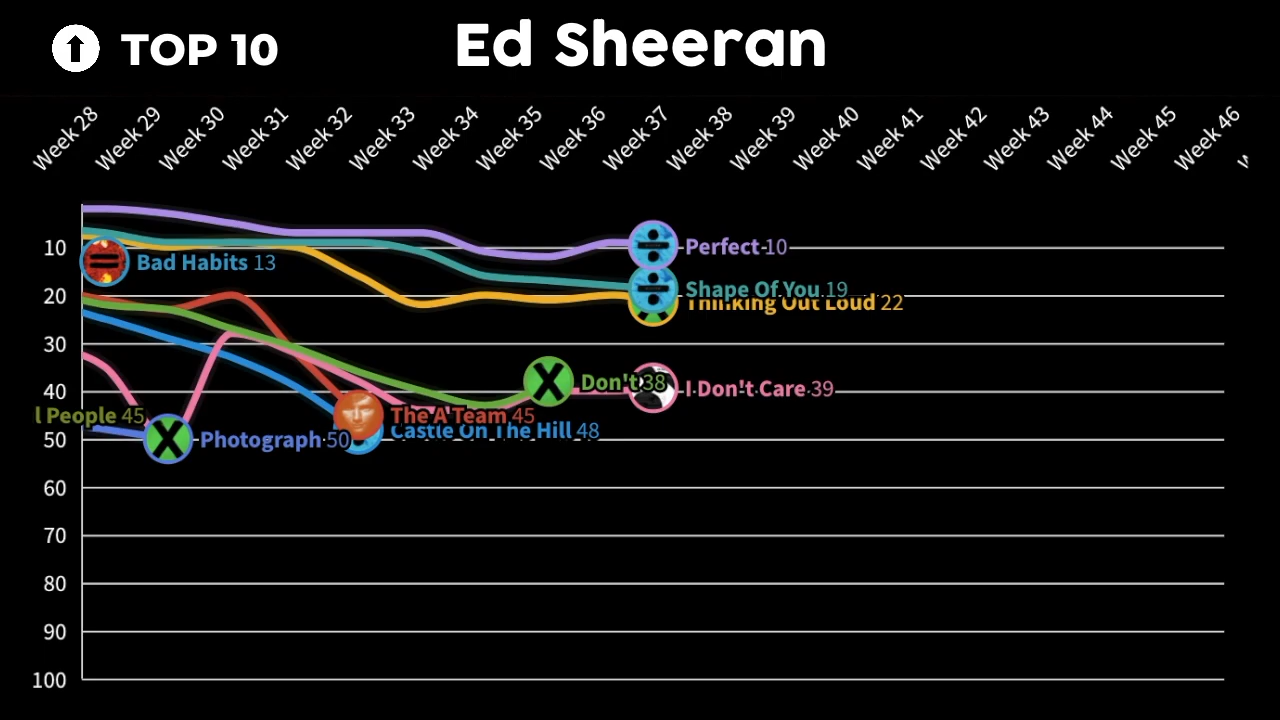 TOP 10
Ed Sheeran
Week 28 Week 29 Week 30 Week 31 Week 32 Week 33 Week 34 Week 35 Week 36 Week 37 Week 38 Week 39 Week 40 Week 41 Week 42 Week 43 Week 44 Week 45 Week 46
10
Perfect 10
Bad Habits 13
Shape Of You 19
20
Thinking Out Loud 22
30
Don't 38
I Don't Care 39
40
l People 45
The A Team 45
Castle On The Hill 48
50
Photograph 50
60
70
80
90
100